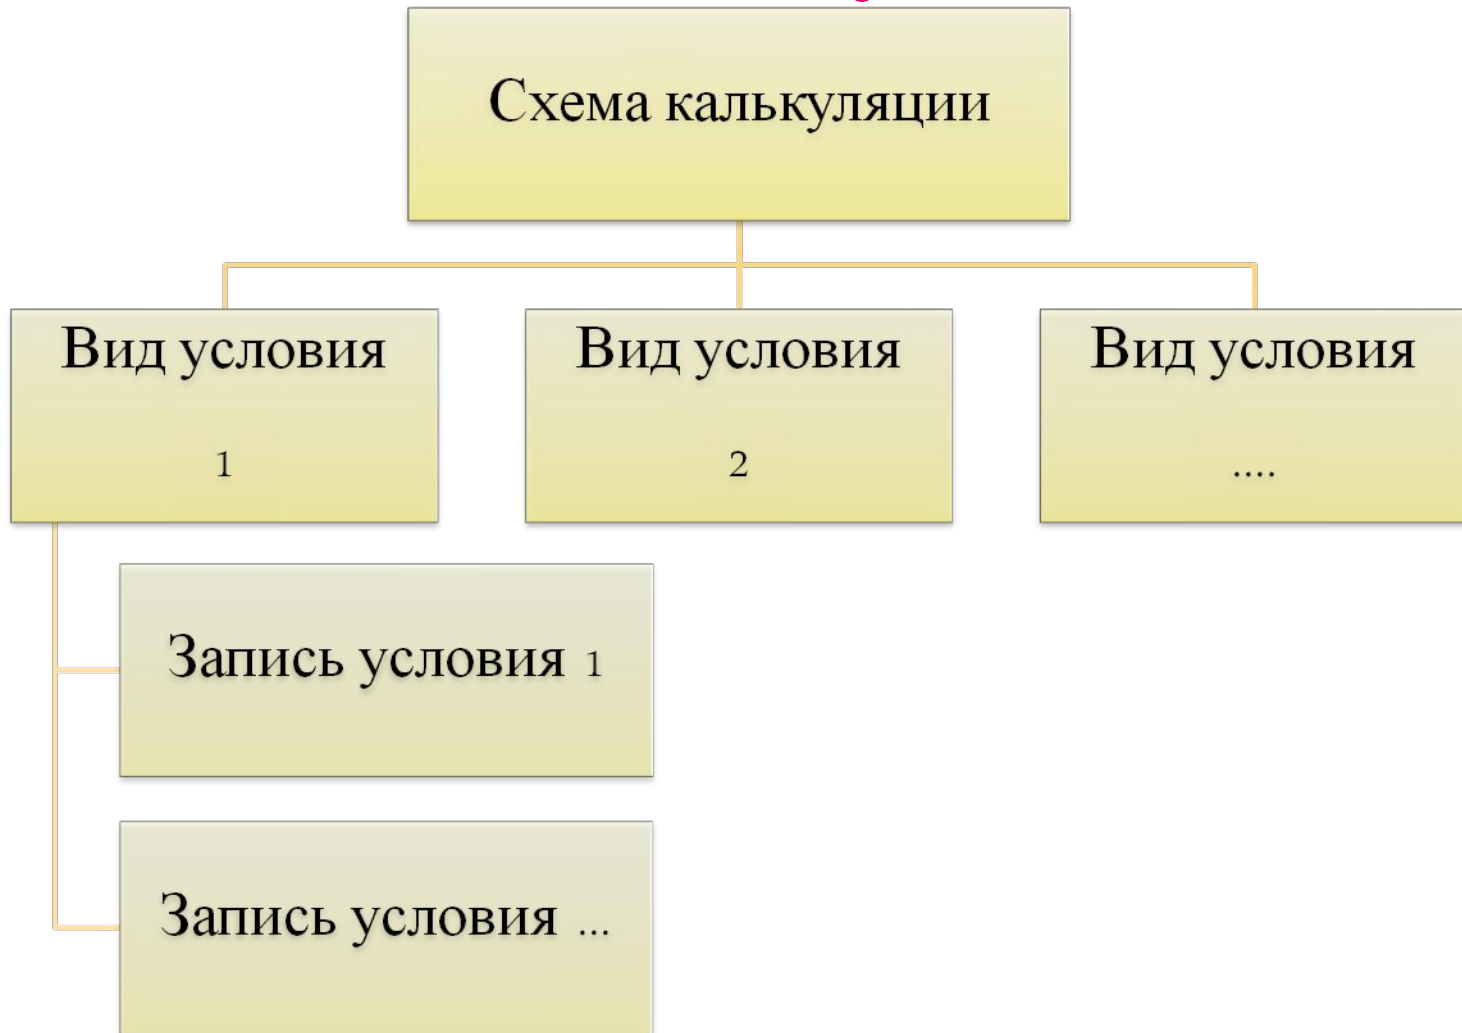 Схема калькуляции
Вид условия
1
Вид условия
2
Вид условия
....
Запись условия 1
Запись условия ...